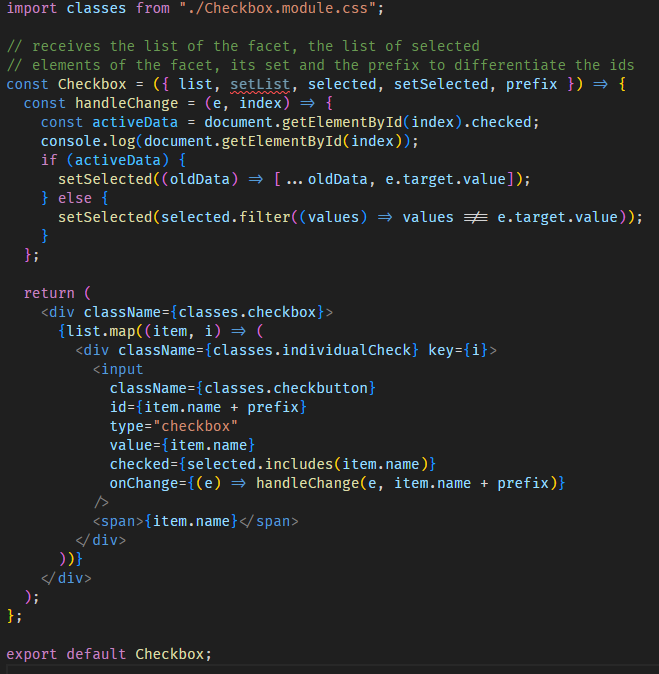 import classes from "./Checkbox.module.css";

// receives the list of the facet, the list of selected
// elements of the facet, its set and the prefix to differentiate the ids
const Checkbox = ({ list, setList, selected, setSelected, prefix }) => {
  const handleChange = (e, index) => {
    const activeData = document.getElementById(index).checked;
    console.log(document.getElementById(index));
    if (activeData) {
      setSelected((oldData) => [...oldData, e.target.value]);
    } else {
      setSelected(selected.filter((values) => values !== e.target.value));
    }
  };

  return (
    <div className={classes.checkbox}>
      {list.map((item, i) => (
        <div className={classes.individualCheck} key={i}>
          <input
            className={classes.checkbutton}
            id={item.name + prefix}
            type="checkbox"
            value={item.name}
            checked={selected.includes(item.name)}
            onChange={(e) => handleChange(e, item.name + prefix)}
          />
          <span>{item.name}</span>
        </div>
      ))}
    </div>
  );
};

export default Checkbox;